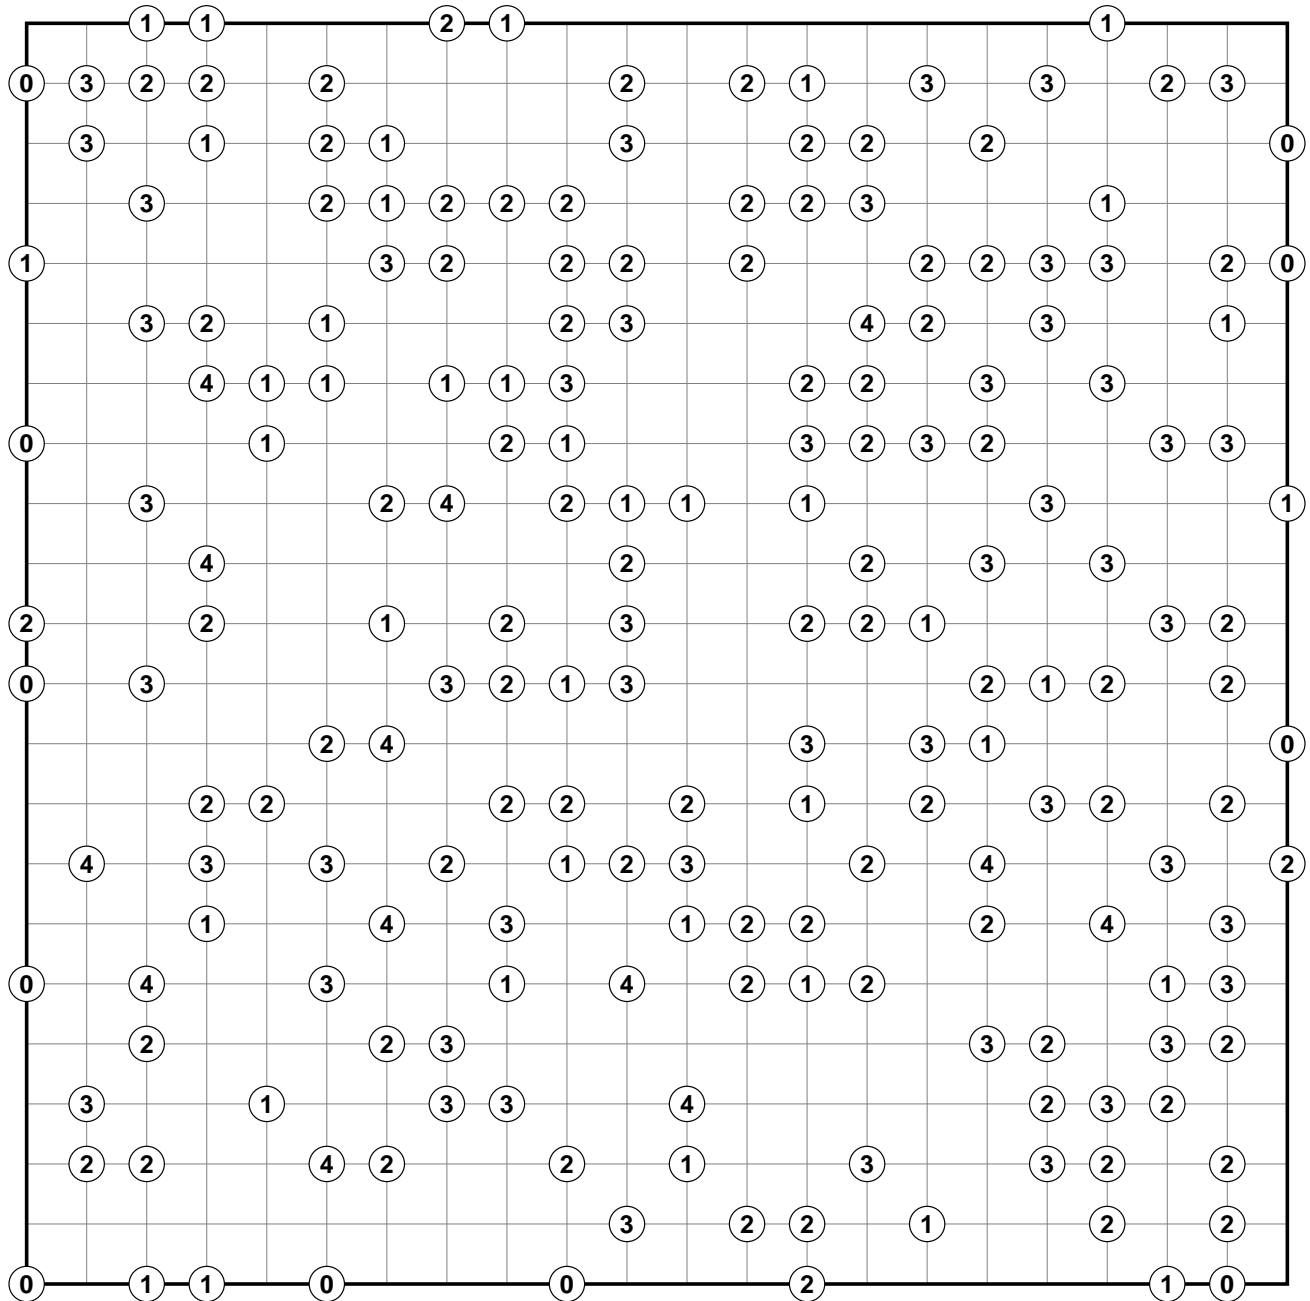 1 1 2 1 1
0 3 2 2 2 2 2 1 3 3 2 3
3 1 2 1 3 2 2 2 0
3 2 1 2 2 2 2 2 3 1
1 3 2 2 2 2 2 2 3 3 2 0
3 2 1 2 3 4 2 3 1
4 1 1 1 1 3 2 2 3 3
0 1 2 1 3 2 3 2 3 3
3 2 4 2 1 1 1 3 1
4 2 2 3 3
2 2 1 2 3 2 2 1 3 2
0 3 3 2 1 3 2 1 2 2
2 4 3 3 1 0
2 2 2 2 2 1 2 3 2 2
4 3 3 2 1 2 3 2 4 3 2
1 4 3 1 2 2 2 4 3
0 4 3 1 4 2 1 2 1 3
2 2 3 3 2 3 2
3 1 3 3 4 2 3 2
2 2 4 2 2 1 3 3 2 2
3 2 2 1 2 2
0 1 1 0 0 2 1 0